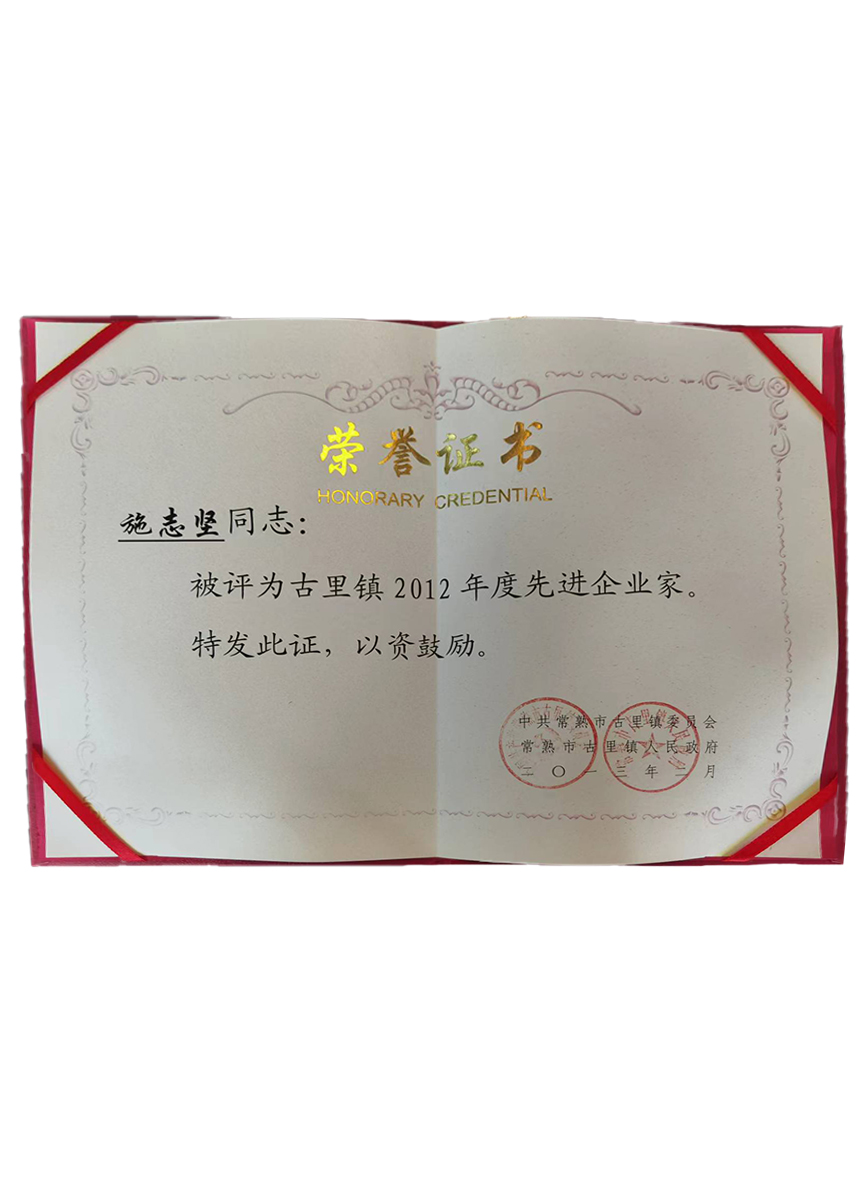 荣誉证书
HONORARY CREDENTIAL
施志坚同志：
被评为古里镇2012年度先进企业家。
特发此证，以资鼓励。
中共常熟市古里镇委员会
常熟市古里镇人民政府
二〇一三年二月